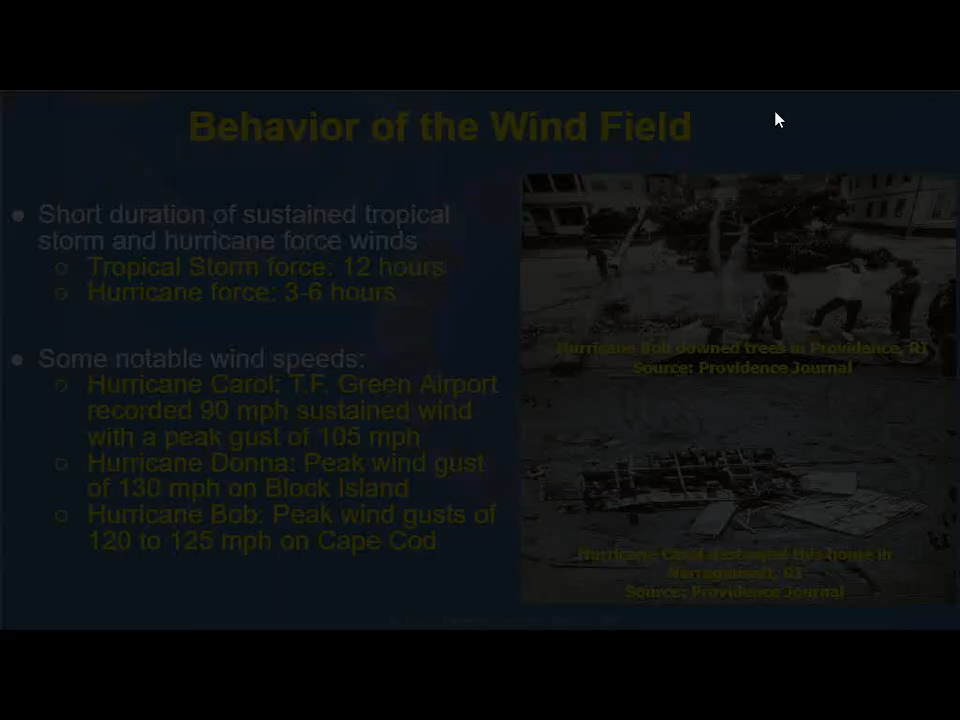 Behavior of the Wind Field
● Short duration of sustained tropical
storm and hurricane force winds
○ Tropical Storm force: 12 hours
○ Hurricane force: 3-6 hours
● Some notable wind speeds:
○ Hurricane Carol: T.F. Green Airport
recorded 90 mph sustained wind
with a peak gust of 105 mph
○ Hurricane Donna: Peak wind gust
of 130 mph on Block Island
○ Hurricane Bob: Peak wind gusts of
120 to 125 mph on Cape Cod
Hurricane Bob downed trees in Providence, RI
Source: Providence Journal
Hurricane Carol destroyed this home in
Narragansett, RI
Source: Providence Journal